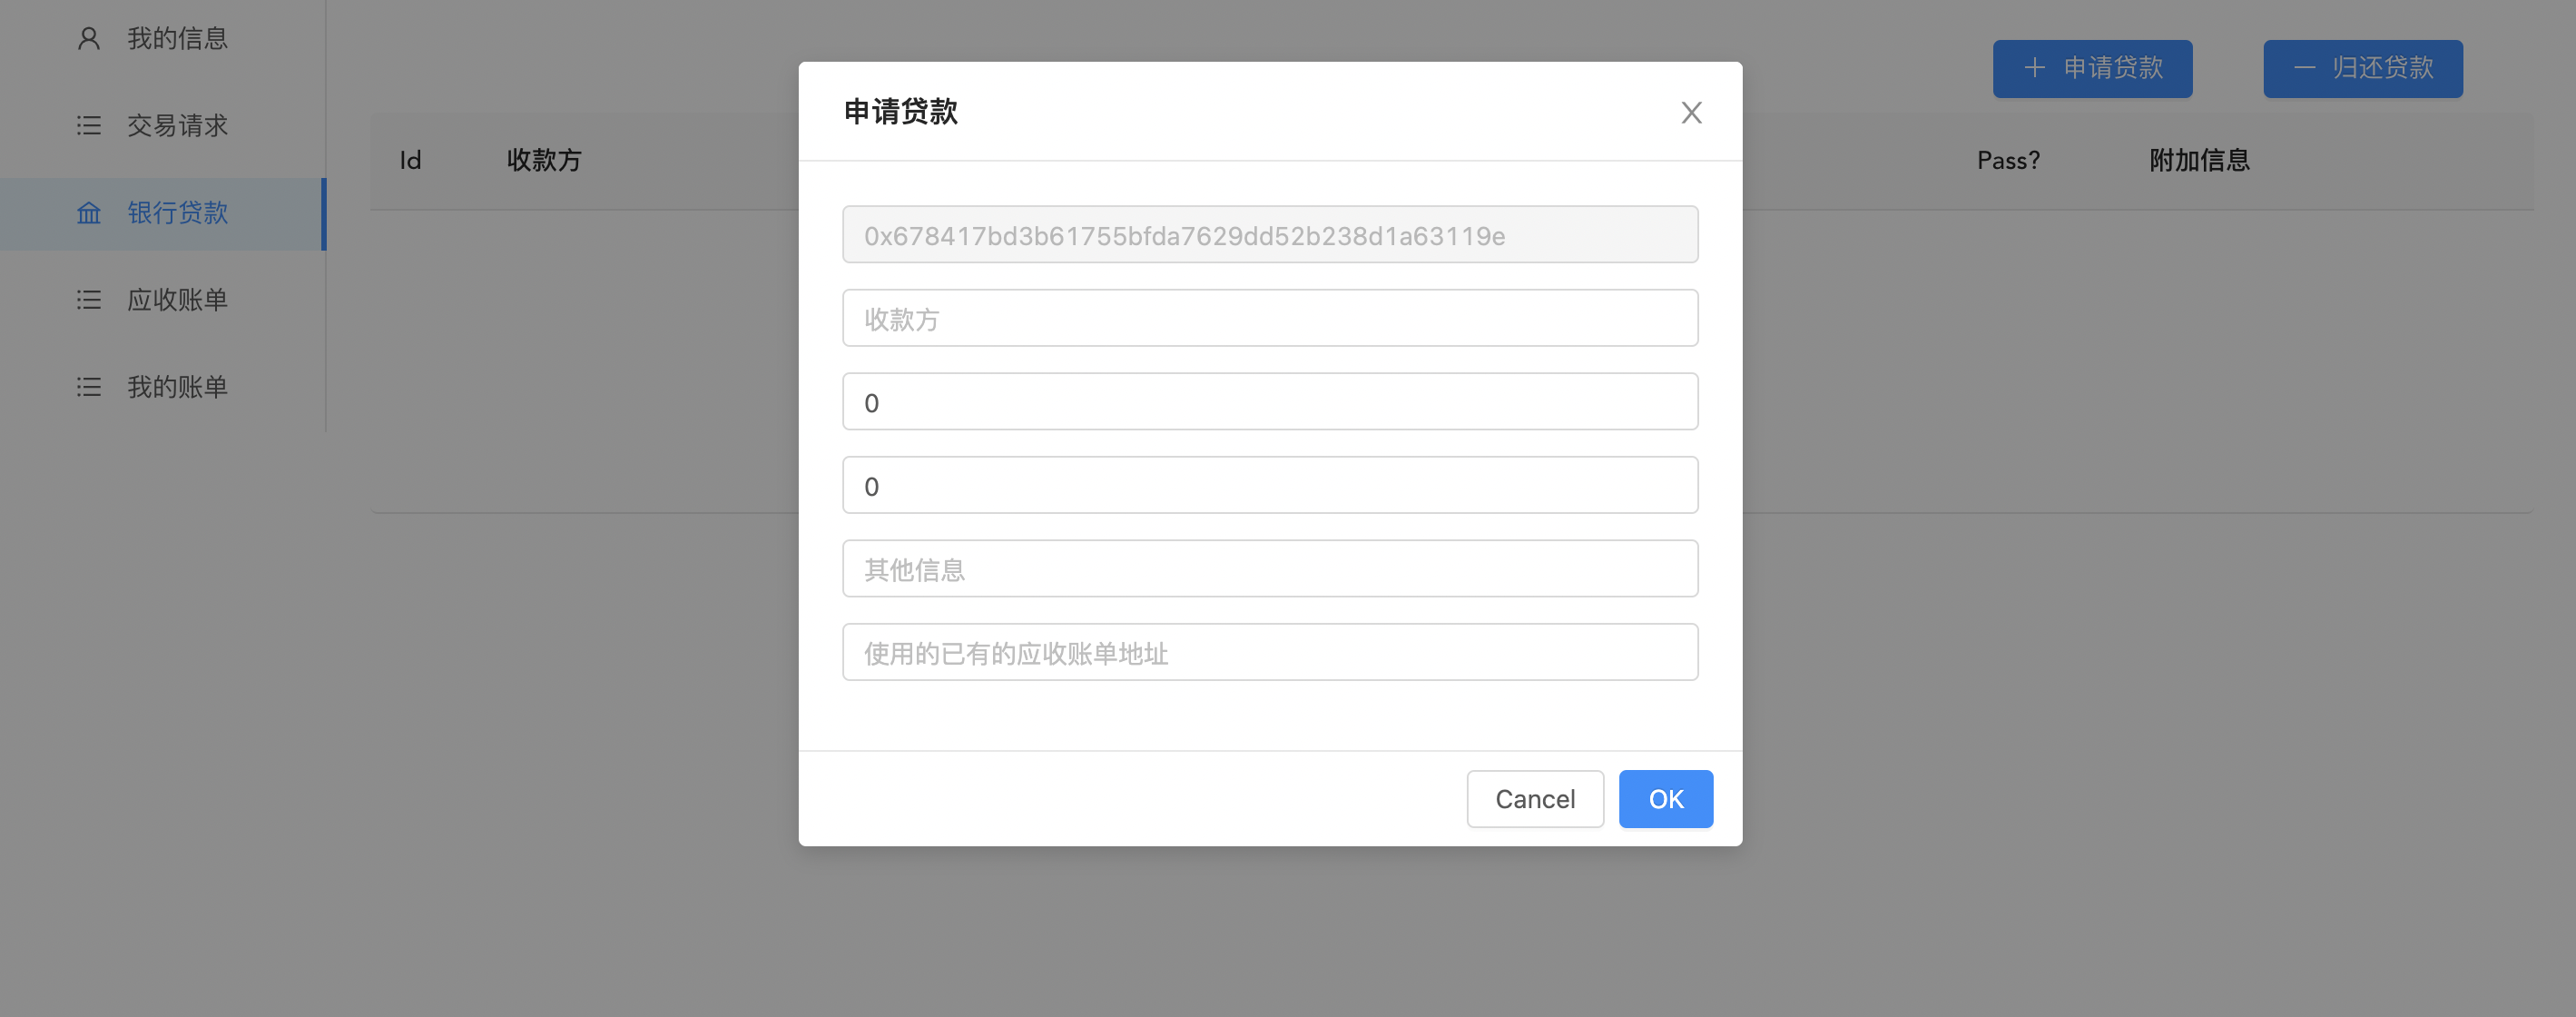 我的信息
交易请求
银行贷款
应收账单
我的账单
申请贷款
归还贷款
Id
收款方
Pass?
附加信息
申请贷款
0x678417bd3b61755bfda7629dd52b238d1a63119e
收款方
0
0
其他信息
使用的已有的应收账单地址
Cancel
OK